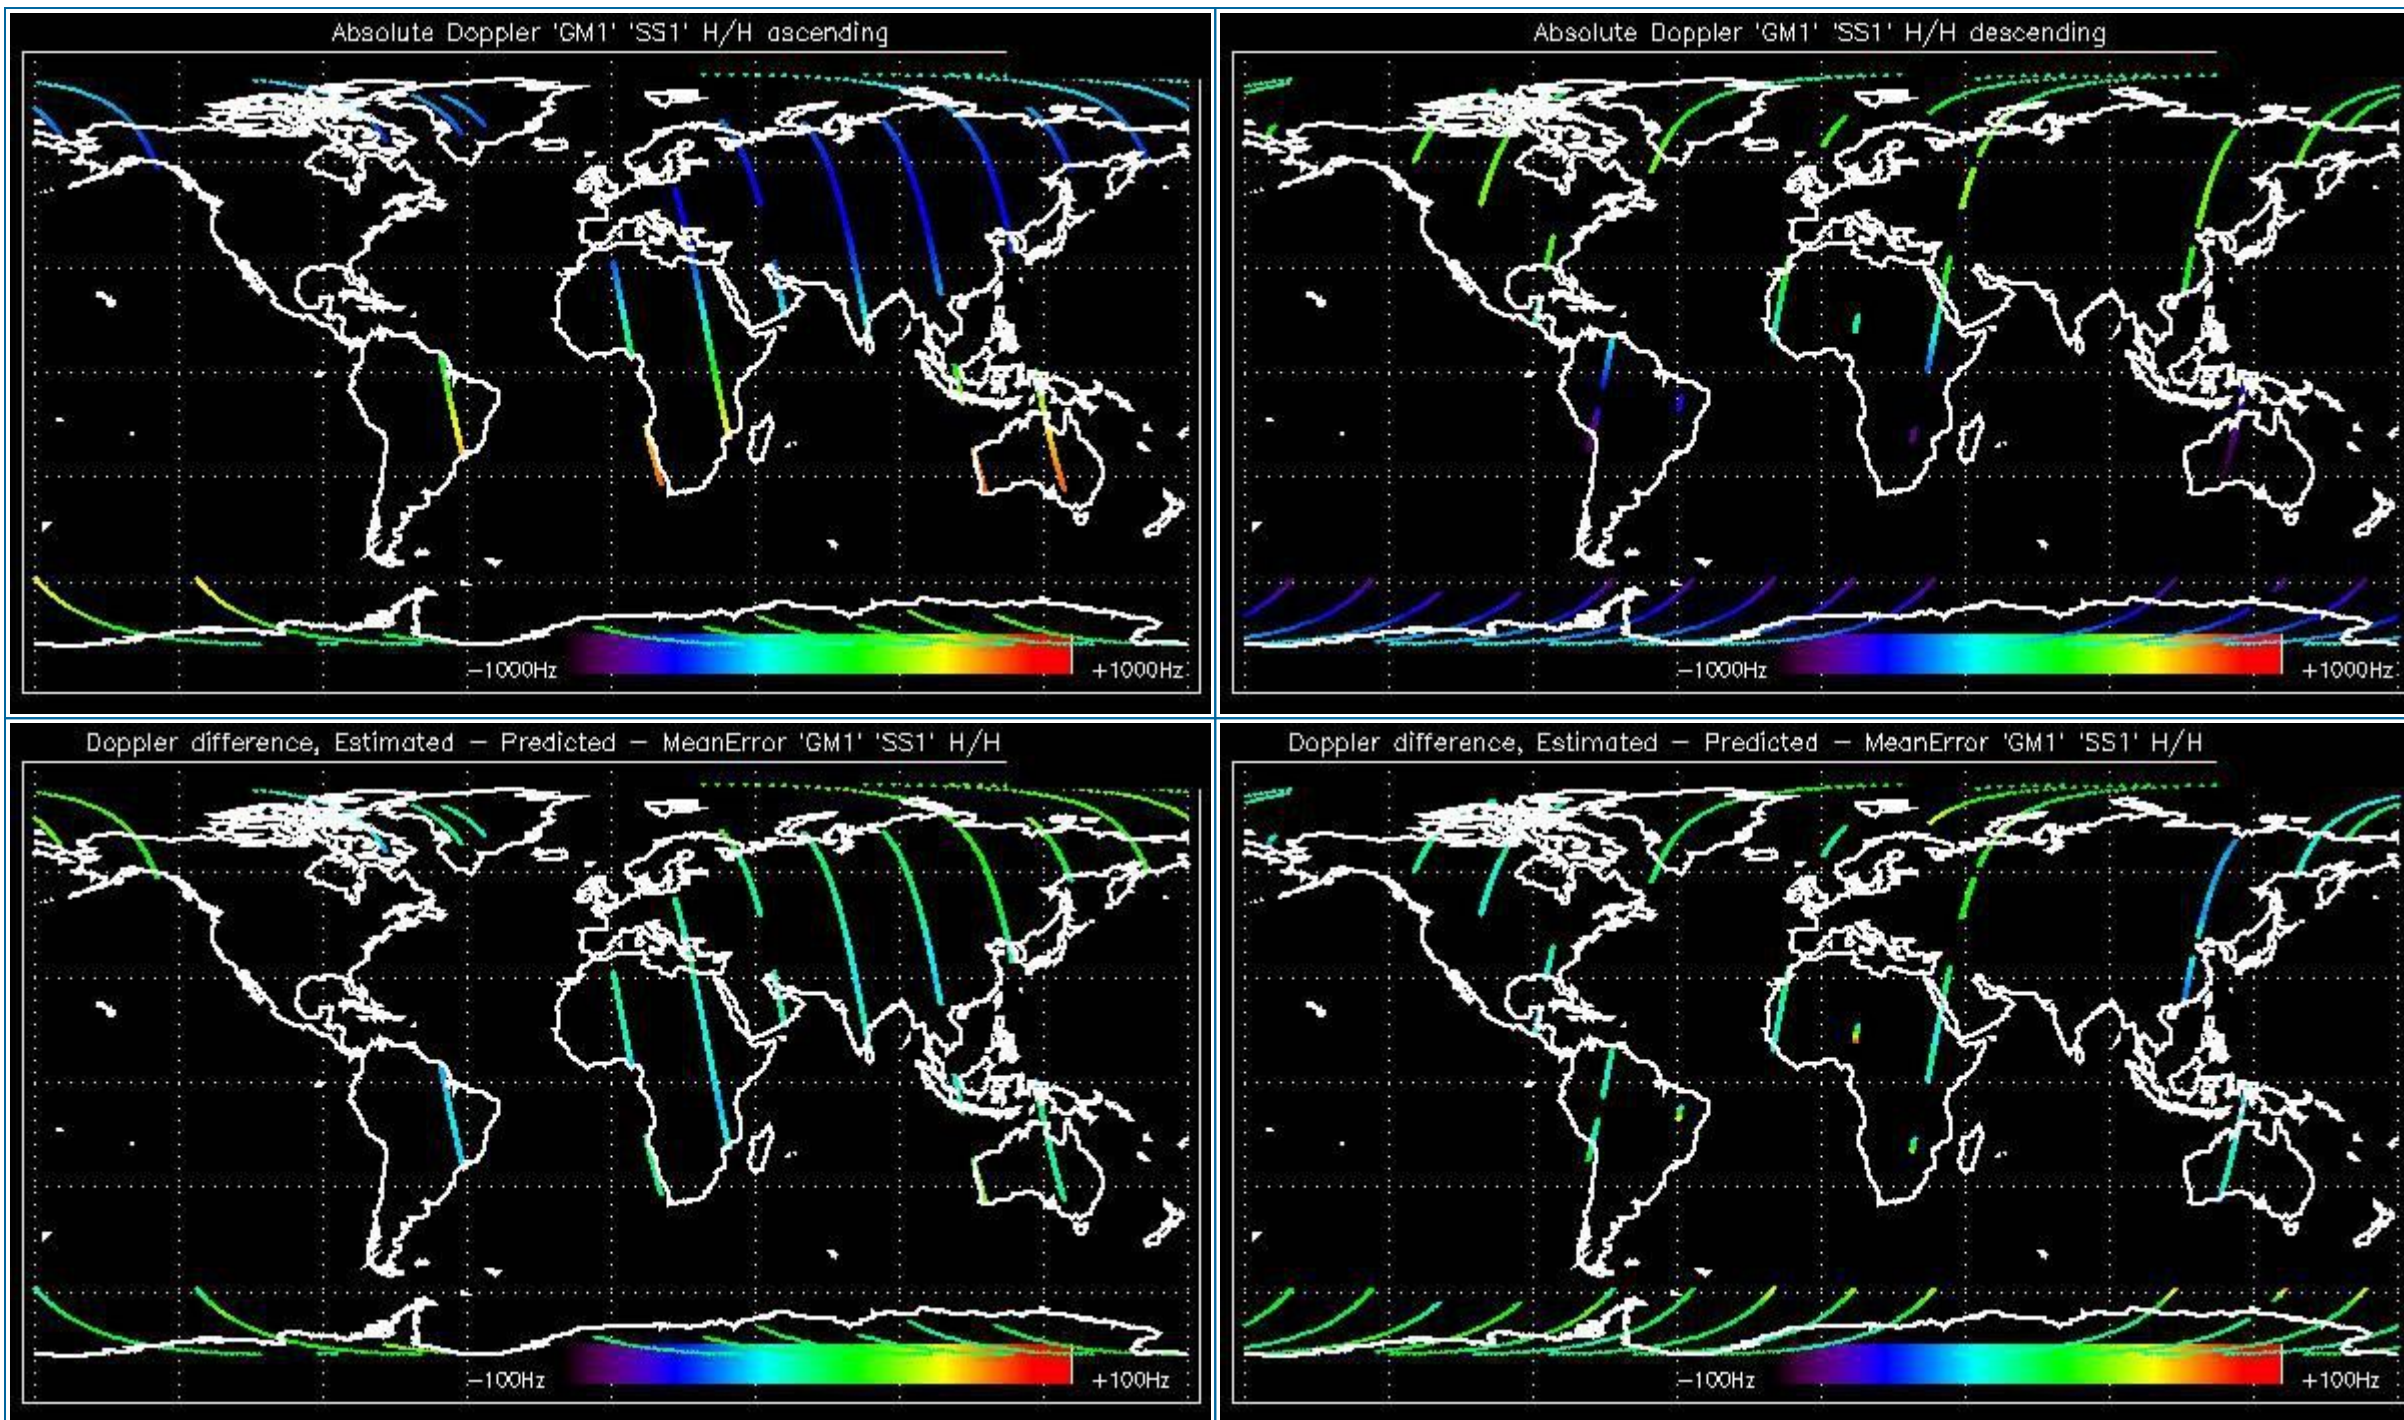 Absolute Doppler 'GM1' 'SS1' H/H ascending
−1000Hz
+1000Hz
Absolute Doppler 'GM1' 'SS1' H/H descending
−1000Hz
+1000Hz
Doppler difference, Estimated − Predicted − MeanError 'GM1' 'SS1' H/H
−100Hz
+100Hz
Doppler difference, Estimated − Predicted − MeanError 'GM1' 'SS1' H/H
−100Hz
+100Hz